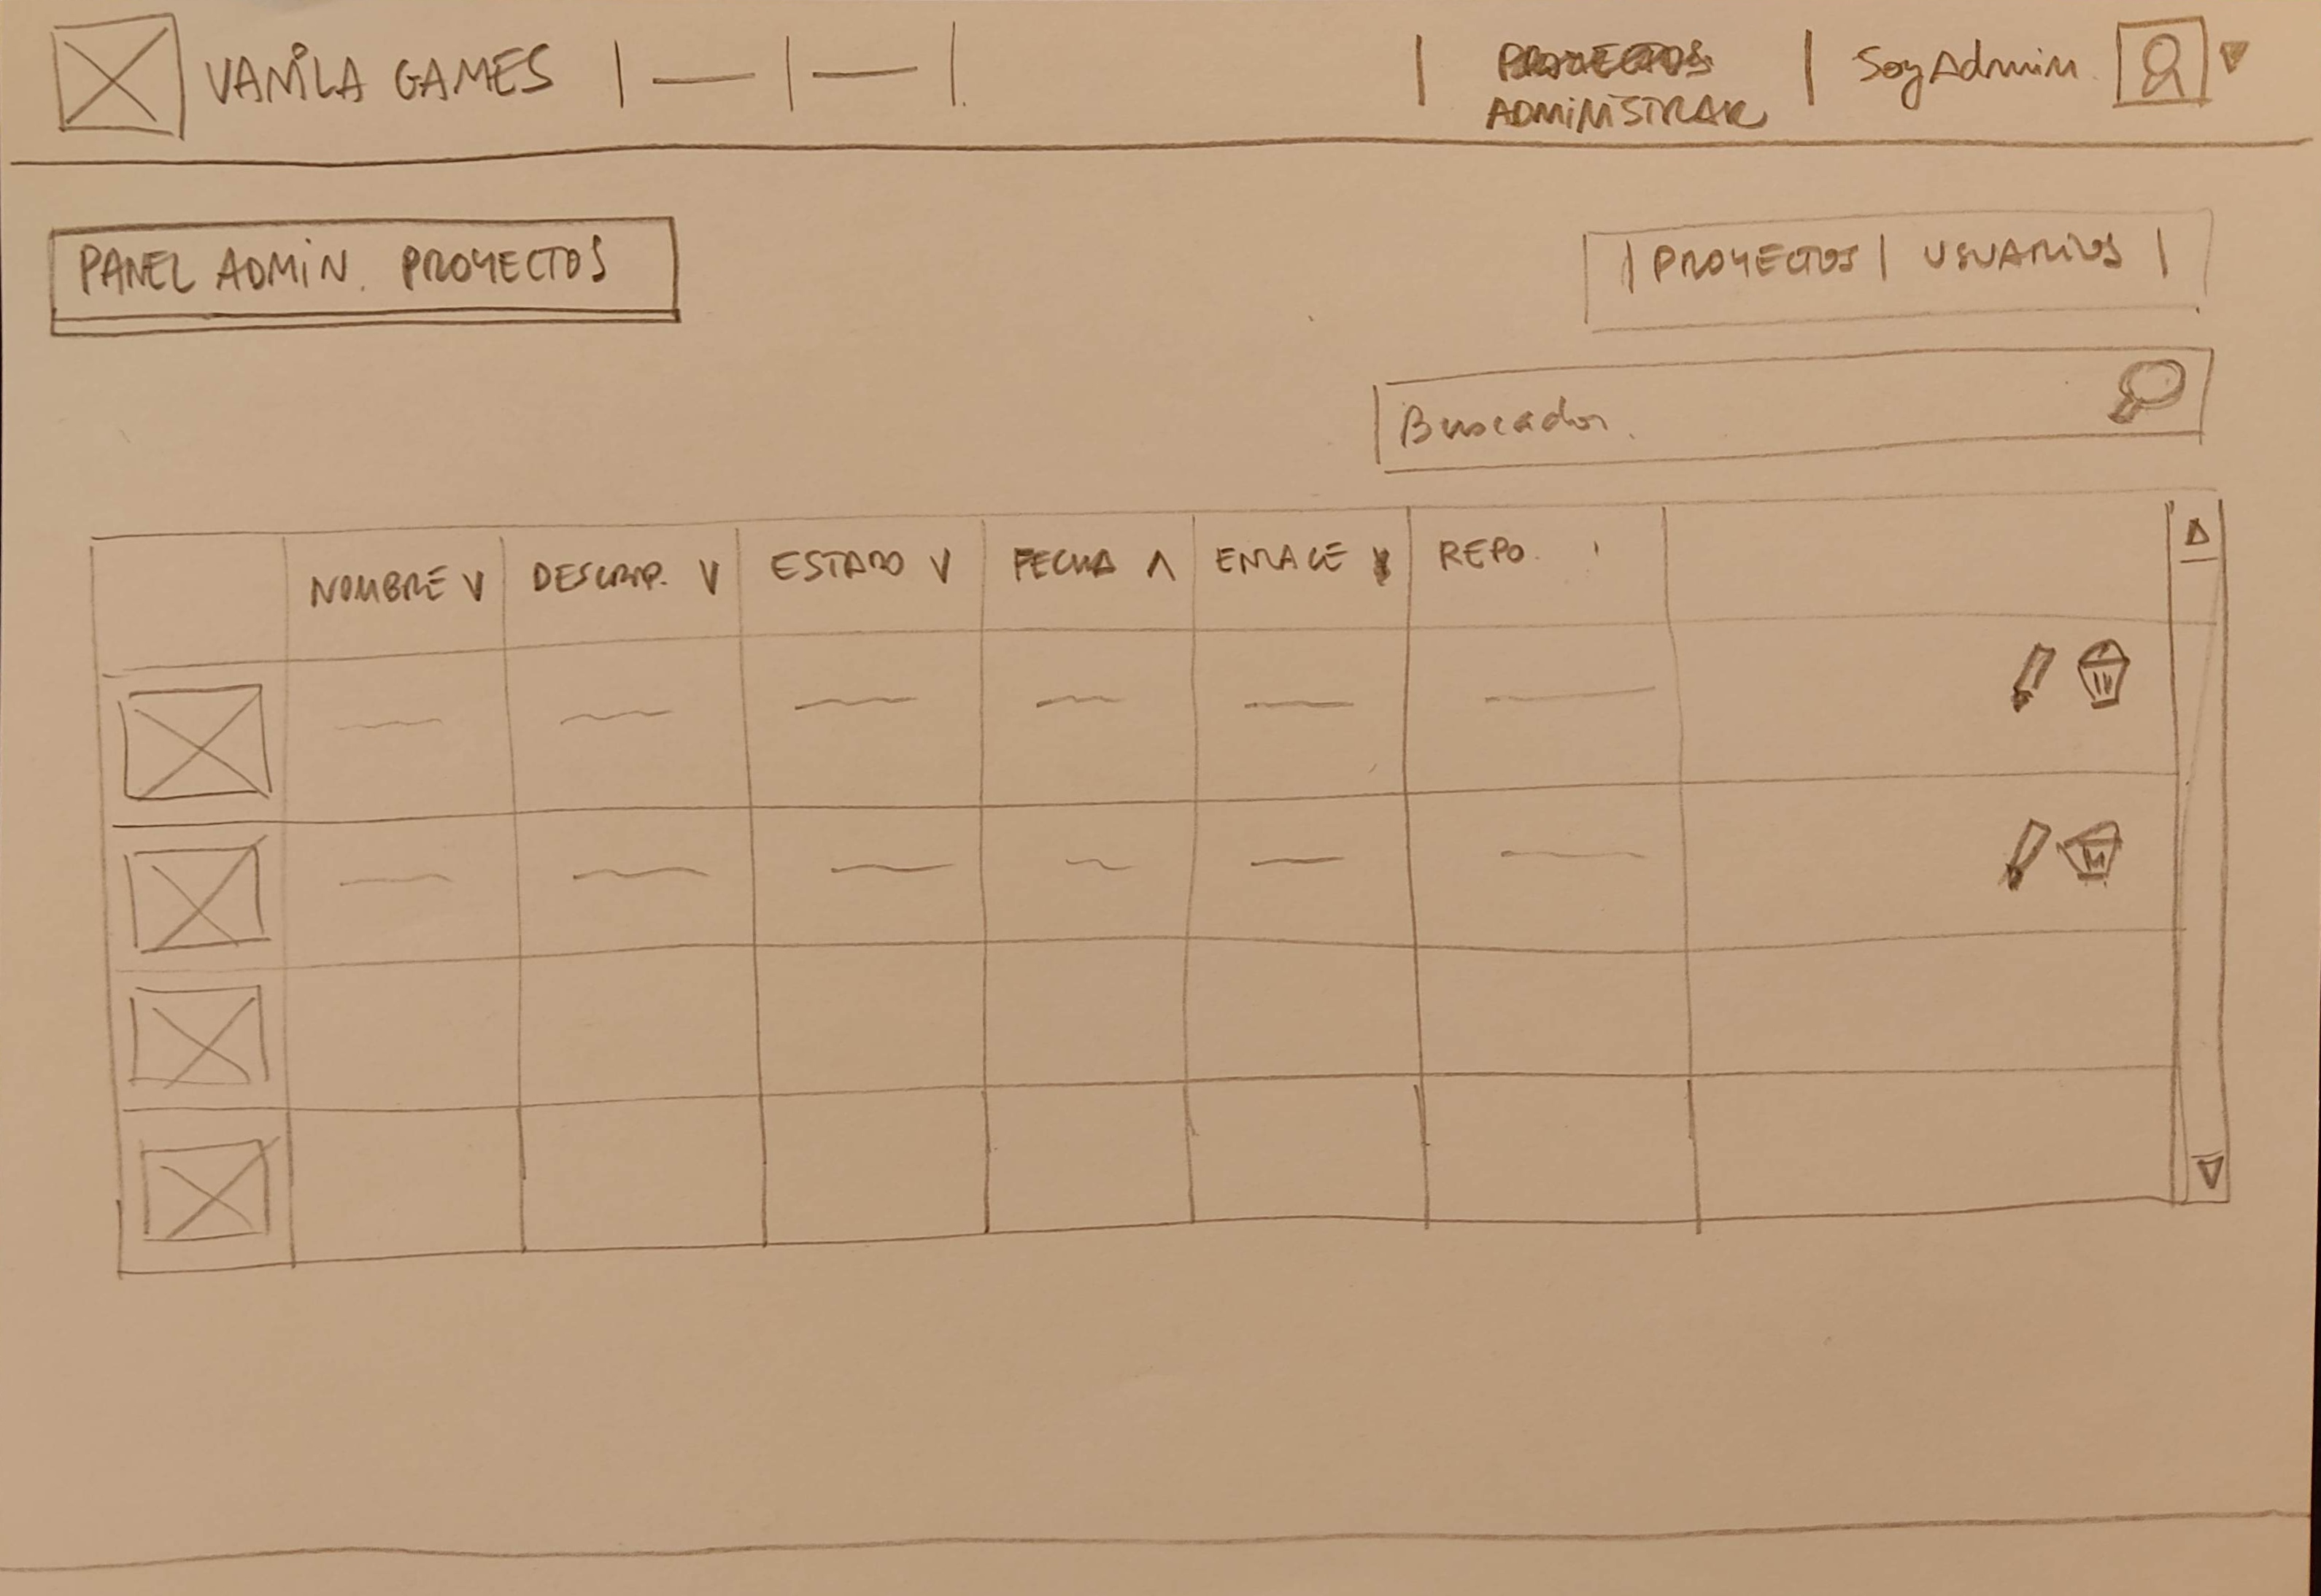 VANILA GAMES
PROYECTOS
ADMINISTRAR
SoyAdmin
PANEL ADMIN. PROYECTOS
PROYECTOS | USUARIOS
Buscador.
NOMBRE DESCRIP. ESTADO FECHA ENLACE REPO.